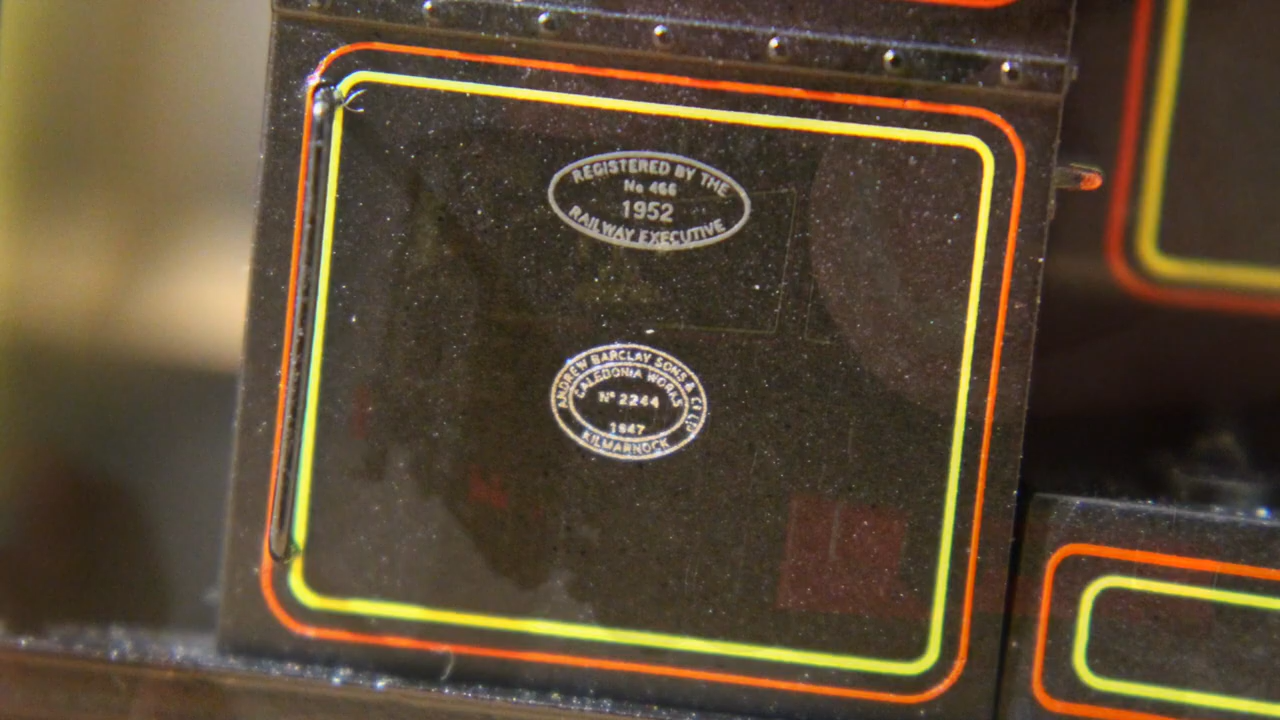 REGISTERED BY THE
No 466
1952
RAILWAY EXECUTIVE
ANDREW BARCLAY SONS & Co LTD
CALEDONIA WORKS
No 2244
1947
KILMARNOCK